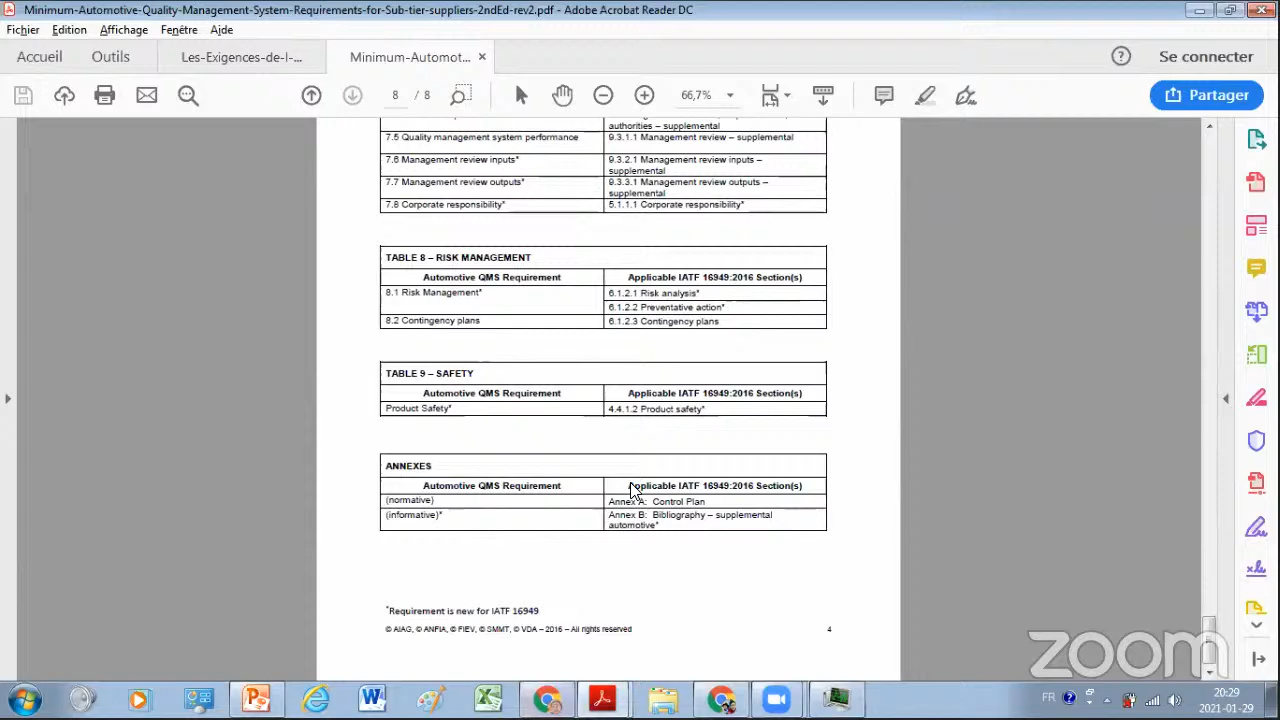 Minimum-Automotive-Quality-Management-System-Requirements-for-Sub-tier-suppliers-2ndEd-rev2.pdf - Adobe Acrobat Reader DC
Fichier Edition Affichage Fenêtre Aide
Accueil Outils Les-Exigences-de-l-... Minimum-Automot... × Se connecter
8 / 8 66,7% Partager
authorities – supplemental
7.5 Quality management system performance 9.3.1.1 Management review – supplemental
7.6 Management review inputs* 9.3.2.1 Management review inputs –
supplemental
7.7 Management review outputs* 9.3.3.1 Management review outputs –
supplemental
7.8 Corporate responsibility* 5.1.1.1 Corporate responsibility*
TABLE 8 – RISK MANAGEMENT
Automotive QMS Requirement Applicable IATF 16949:2016 Section(s)
8.1 Risk Management* 6.1.2.1 Risk analysis*
6.1.2.2 Preventative action*
8.2 Contingency plans 6.1.2.3 Contingency plans
TABLE 9 – SAFETY
Automotive QMS Requirement Applicable IATF 16949:2016 Section(s)
Product Safety* 4.4.1.2 Product safety*
ANNEXES
Automotive QMS Requirement Applicable IATF 16949:2016 Section(s)
(normative) Annex A: Control Plan
(informative)* Annex B: Bibliography – supplemental
automotive*
*Requirement is new for IATF 16949
© AIAG, © ANFIA, © FIEV, © SMMT, © VDA – 2016 – All rights reserved 4
zoom
FR 20:29
2021-01-29